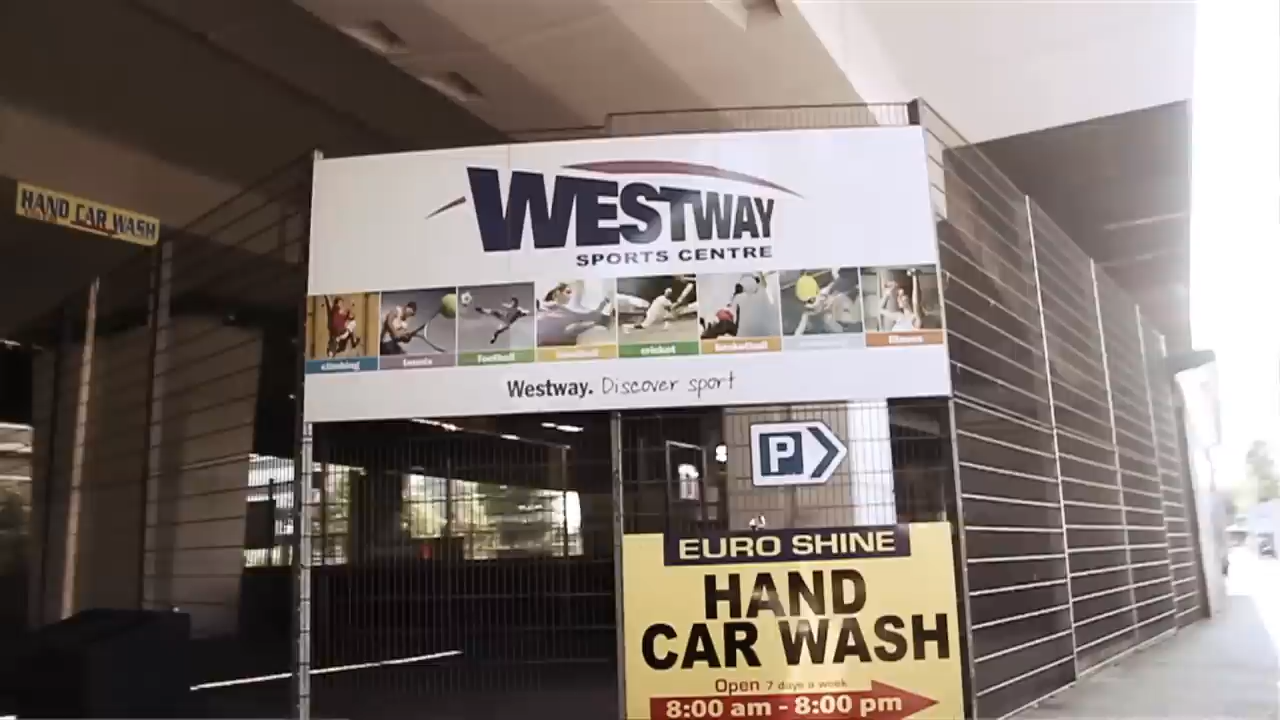 HAND CAR WASH
WESTWAY
SPORTS CENTRE
climbing
tennis
football
cricket
basketball
fitness
Westway. Discover sport
P
EURO SHINE
HAND
CAR WASH
Open 7 days a week
8:00 am - 8:00 pm